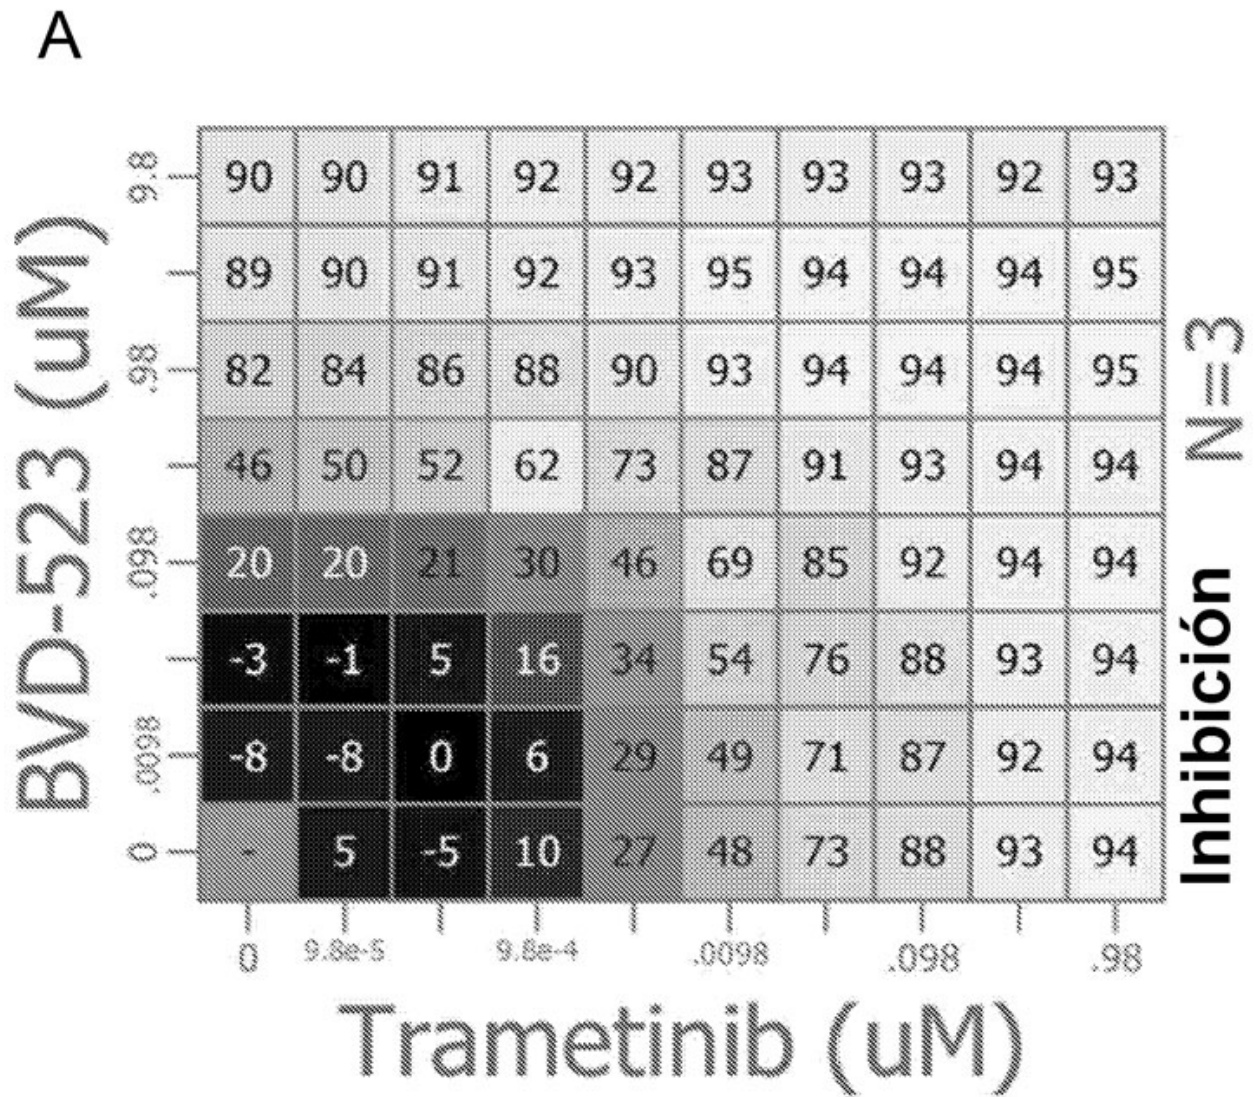 A
BVD-523 (uM)
9.8 90 90 91 92 92 93 93 93 92 93
89 90 91 92 93 95 94 94 94 95
.98 82 84 86 88 90 93 94 94 94 95
46 50 52 62 73 87 91 93 94 94
.098 20 20 21 30 46 69 85 92 94 94
-3 -1 5 16 34 54 76 88 93 94
.0098 -8 -8 0 6 29 49 71 87 92 94
0 - 5 -5 10 27 48 73 88 93 94
0 9.8e-5 9.8e-4 .0098 .098 .98
Trametinib (uM)
Inhibición N=3